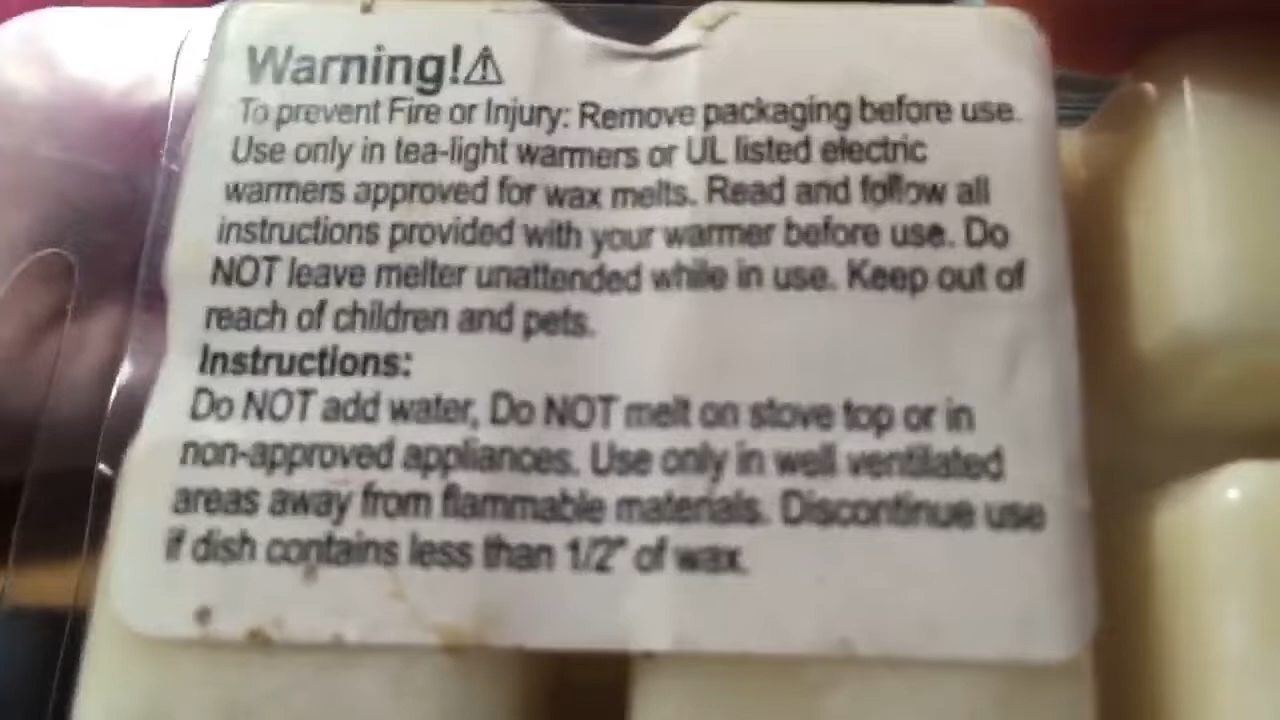 Warning!⚠
To prevent Fire or Injury: Remove packaging before use.
Use only in tea-light warmers or UL listed electric
warmers approved for wax melts. Read and follow all
instructions provided with your warmer before use. Do
NOT leave melter unattended while in use. Keep out of
reach of children and pets.
Instructions:
Do NOT add water, Do NOT melt on stove top or in
non-approved appliances. Use only in well ventilated
areas away from flammable materials. Discontinue use
if dish contains less than 1/2" of wax.